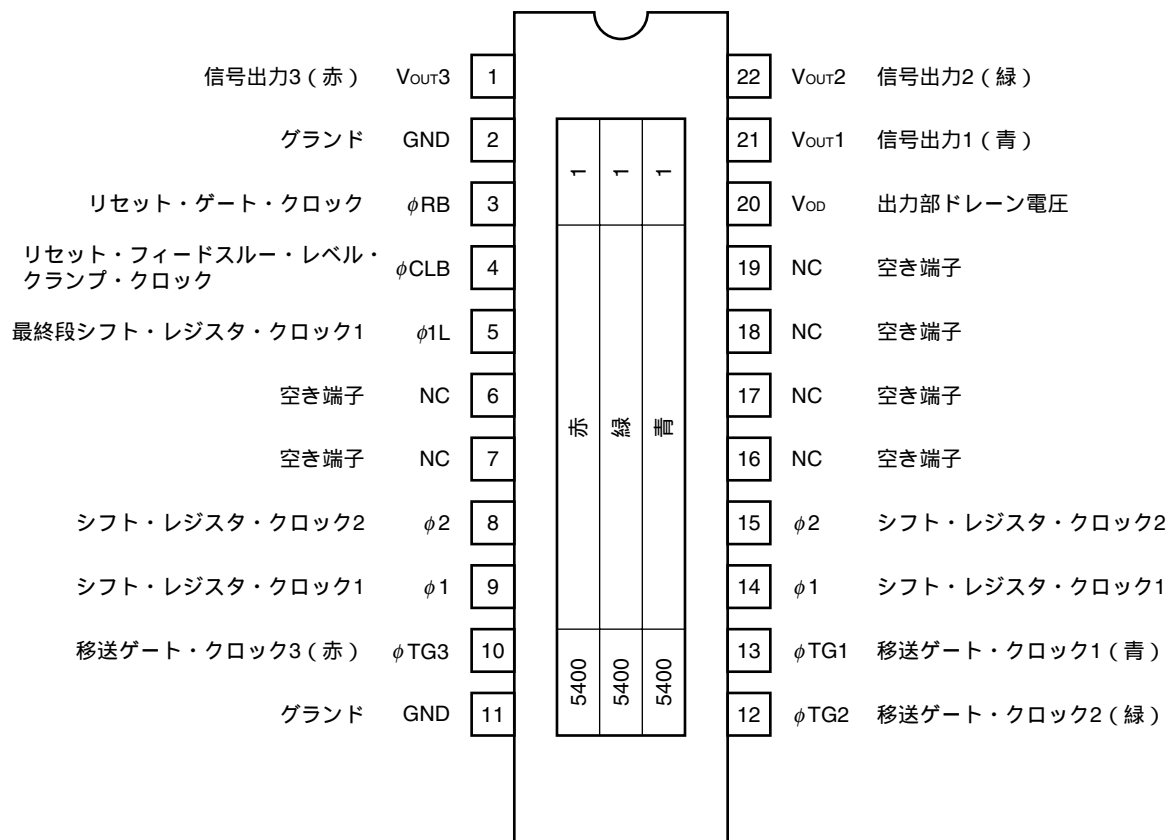 信号出力3（赤） VOUT3 1
22 VOUT2 信号出力2（緑）
グランド GND 2
21 VOUT1 信号出力1（青）
リセット・ゲート・クロック φRB 3
20 VOD 出力部ドレーン電圧
リセット・フィードスルー・レベル・
クランプ・クロック
φCLB 4
19 NC 空き端子
最終段シフト・レジスタ・クロック1 φ1L 5
18 NC 空き端子
空き端子 NC 6
17 NC 空き端子
空き端子 NC 7
16 NC 空き端子
シフト・レジスタ・クロック2 φ2 8
15 φ2 シフト・レジスタ・クロック2
シフト・レジスタ・クロック1 φ1 9
14 φ1 シフト・レジスタ・クロック1
移送ゲート・クロック3（赤） φTG3 10
13 φTG1 移送ゲート・クロック1（青）
グランド GND 11
12 φTG2 移送ゲート・クロック2（緑）
1 1 1
赤 緑 青
5400 5400 5400